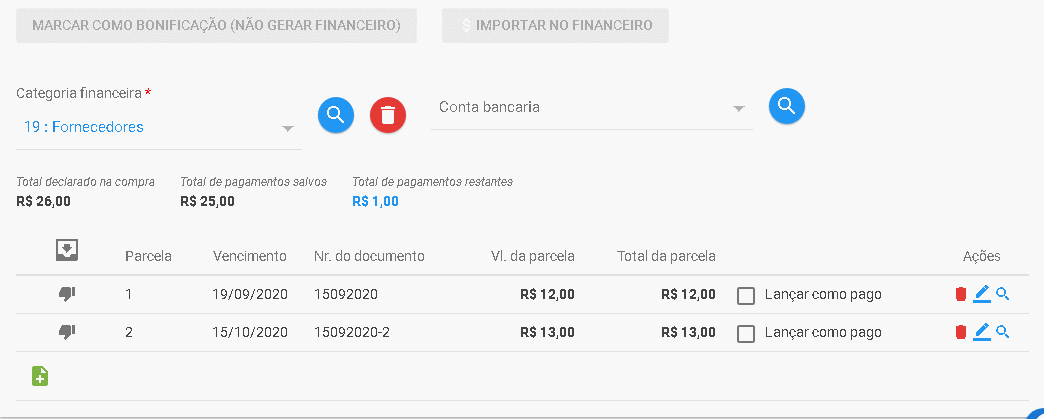 MARCAR COMO BONIFICAÇÃO (NÃO GERAR FINANCEIRO) $ IMPORTAR NO FINANCEIRO
Categoria financeira *
Conta bancaria
19 : Fornecedores
Total declarado na compra Total de pagamentos salvos Total de pagamentos restantes
R$ 26,00 R$ 25,00 R$ 1,00
Parcela Vencimento Nr. do documento Vl. da parcela Total da parcela Ações
1 19/09/2020 15092020 R$ 12,00 R$ 12,00 Lançar como pago
2 15/10/2020 15092020-2 R$ 13,00 R$ 13,00 Lançar como pago